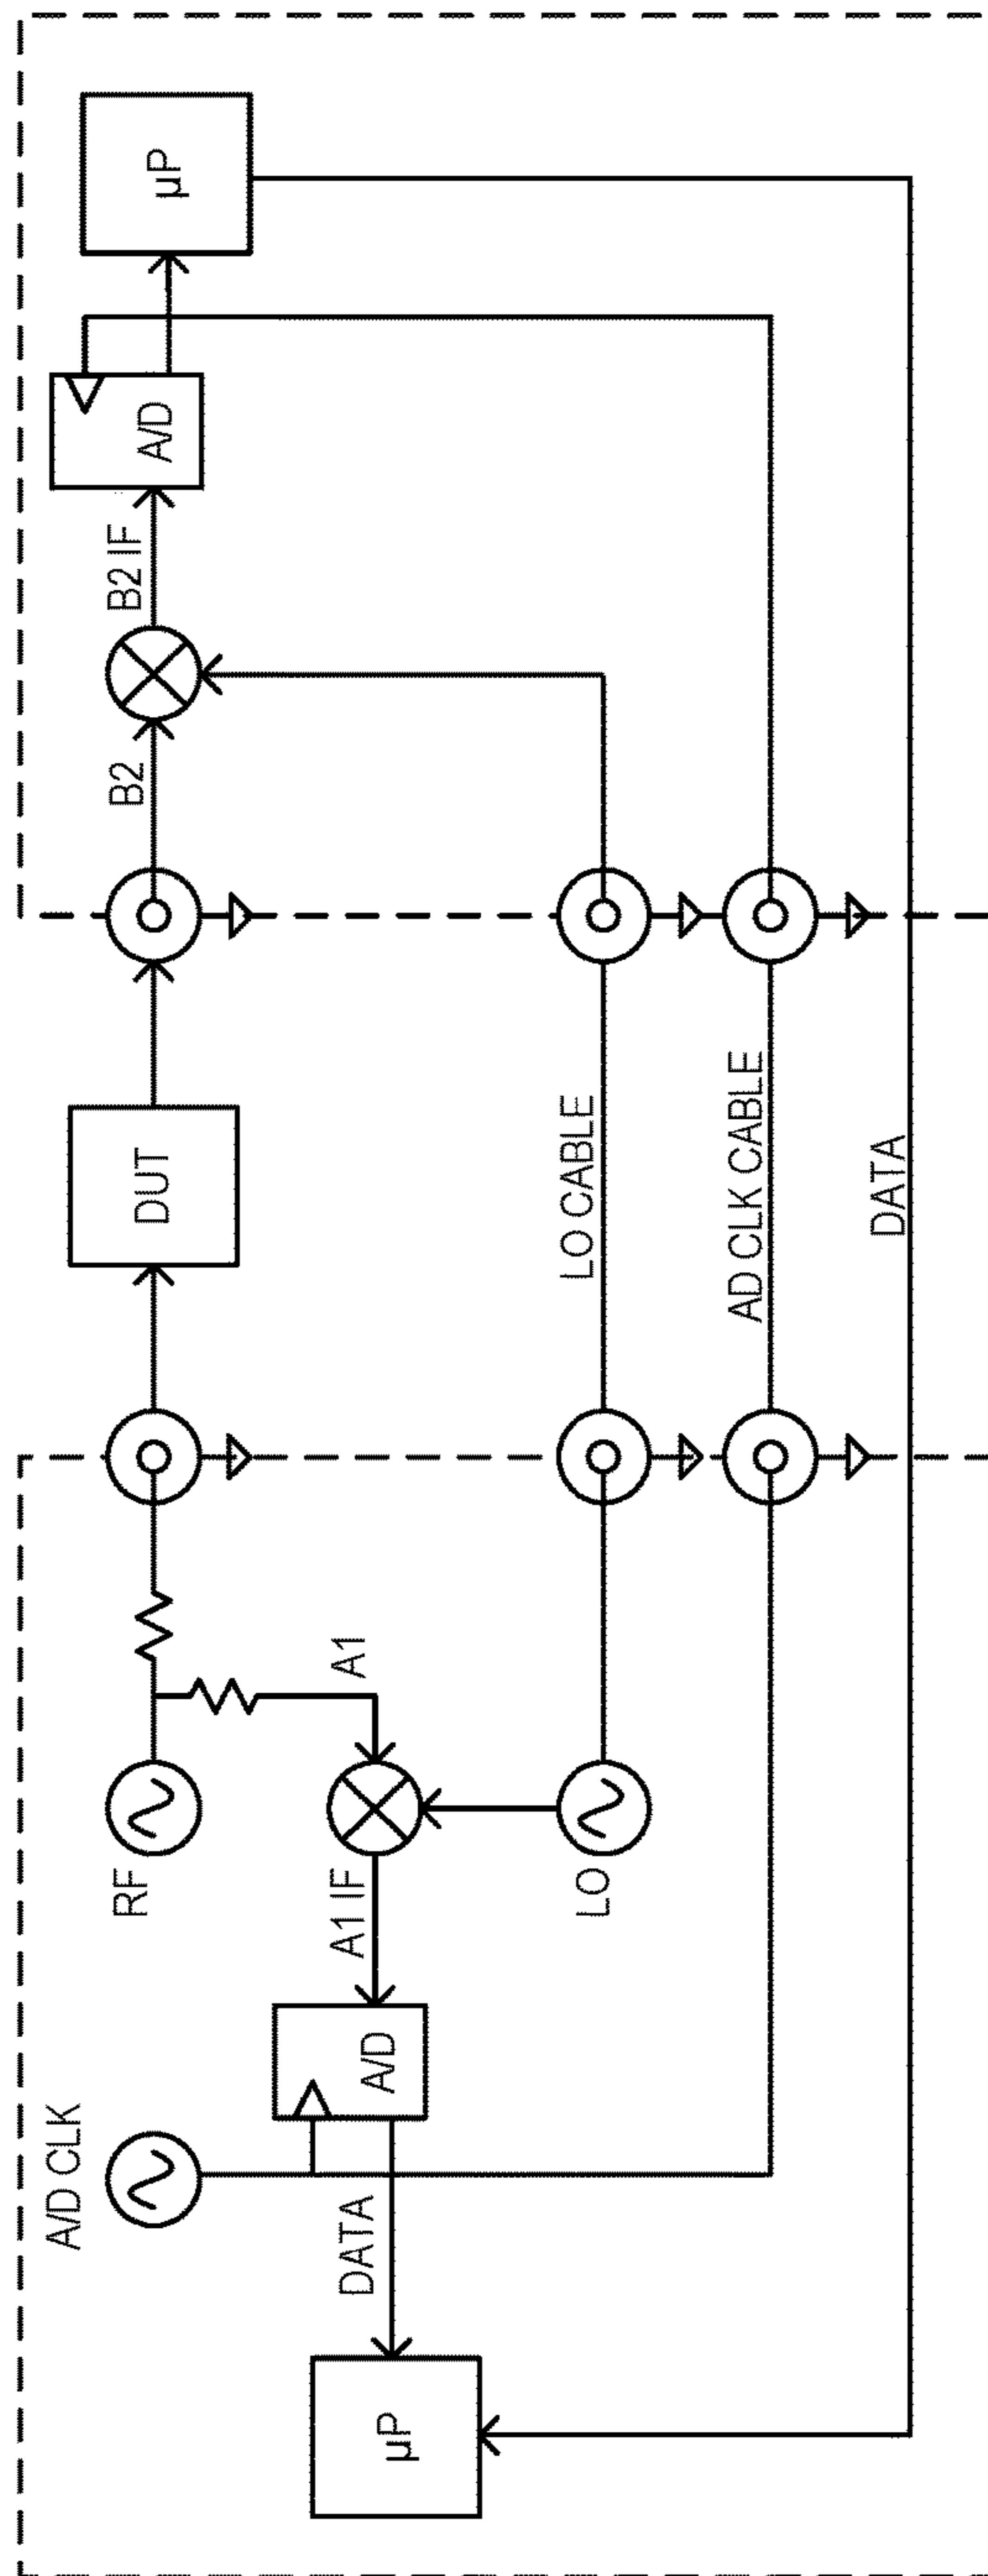 A/D CLK
RF
DUT
B2
B2 IF
A/D
µP
µP
DATA
A/D
A1 IF
A1
LO
LO CABLE
AD CLK CABLE
DATA